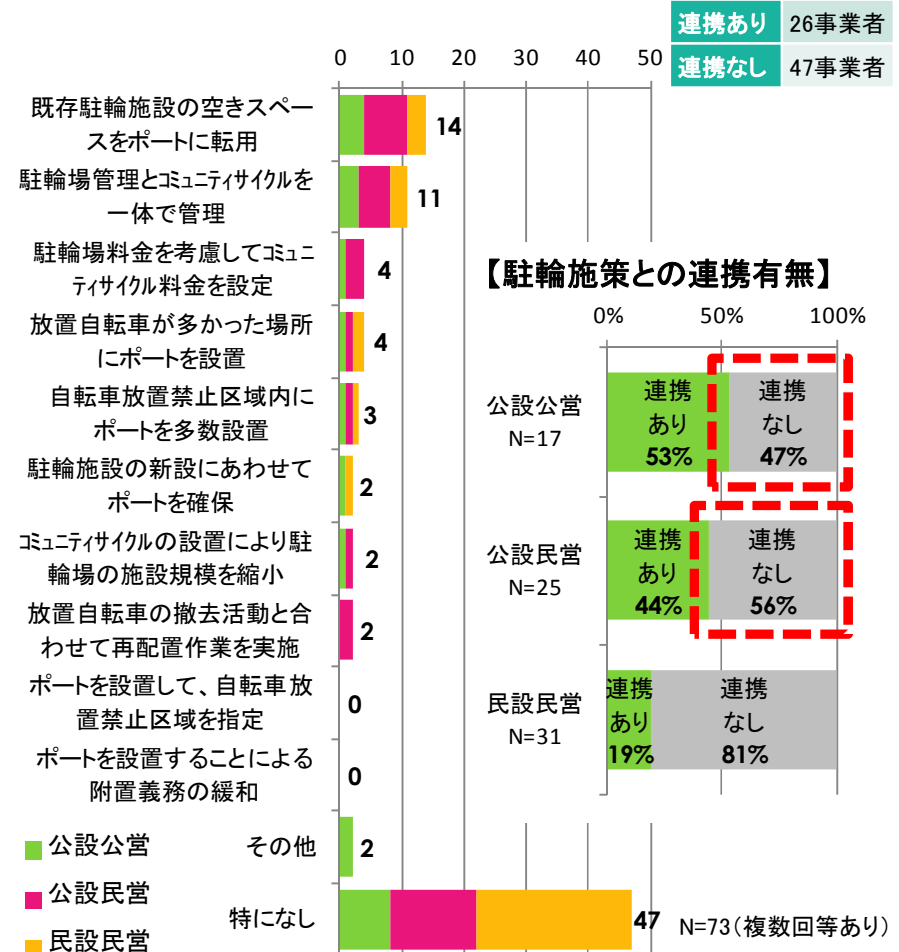 連携あり 26事業者
連携なし 47事業者
0 10 20 30 40 50
既存駐輪施設の空きスペー
スをポートに転用
14
駐輪場管理とコミュニティサイクルを
一体で管理
11
駐輪場料金を考慮してコミュニ
ティサイクル料金を設定
4
放置自転車が多かった場所
にポートを設置
4
自転車放置禁止区域内に
ポートを多数設置
3
駐輪施設の新設にあわせて
ポートを確保
2
コミュニティサイクルの設置により駐
輪場の施設規模を縮小
2
放置自転車の撤去活動と合
わせて再配置作業を実施
2
ポートを設置して、自転車放
置禁止区域を指定
0
ポートを設置することによる
附置義務の緩和
0
その他
2
特になし
47
公設公営
公設民営
民設民営
N=73(複数回等あり)
【駐輪施策との連携有無】
0% 50% 100%
公設公営
N=17
連携
あり
53%
連携
なし
47%
公設民営
N=25
連携
あり
44%
連携
なし
56%
民設民営
N=31
連携
あり
19%
連携
なし
81%